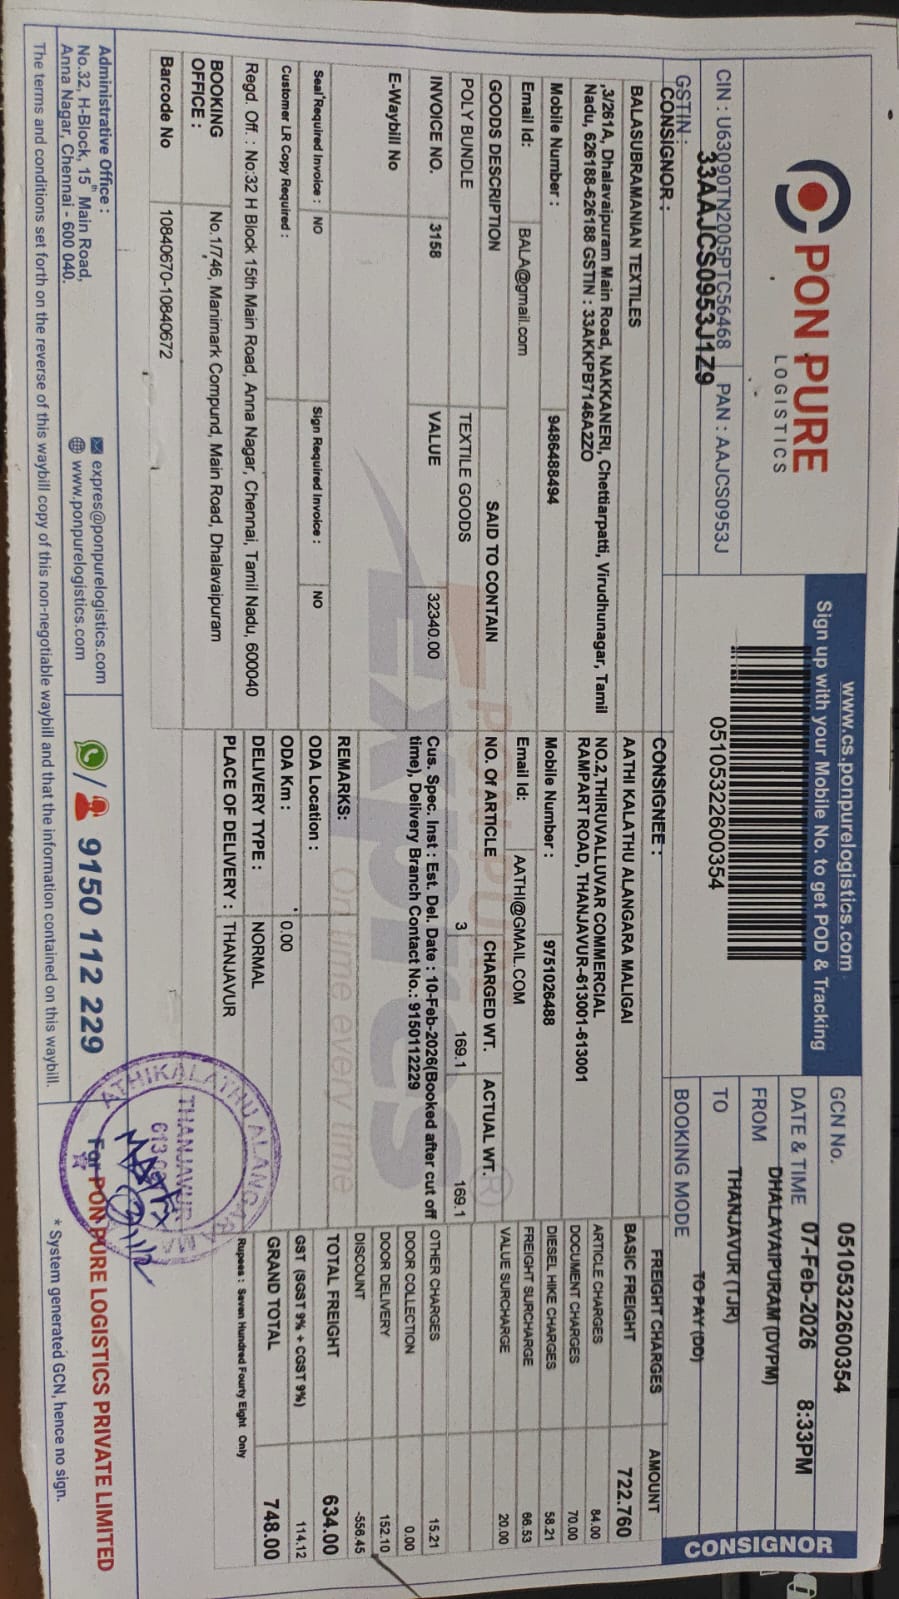 PON PURE
LOGISTICS
CIN : U63090TN2005PTC56468 PAN : AAJCS0953J
GSTIN :
33AAJCS0953J1Z9
www.cs.ponpurelogistics.com
Sign up with your Mobile No. to get POD & Tracking
0510532260 0354
GCN No. 05105322600354
DATE & TIME 07-Feb-2026 8:33PM
FROM DHALAVAIPURAM (DVPM)
TO THANJAVUR (TJR)
BOOKING MODE TO PAY (DD)
CONSIGNOR
CONSIGNOR :
BALASUBRAMANIAN TEXTILES
,3/261A, Dhalavaipuram Main Road, NAKKANERI, Chettiarpatti, Virudhunagar, Tamil
Nadu, 626188-626188 GSTIN : 33AKKPB7146A2ZO
Mobile Number : 9486488494
Email Id: BALA@gmail.com
CONSIGNEE :
AATHI KALATHU ALANGARA MALIGAI
NO.2,THIRUVALLUVAR COMMERCIAL
RAMPART ROAD, THANJAVUR-613001-613001
Mobile Number : 9751026488
Email Id: AATHI@GMAIL.COM
GOODS DESCRIPTION SAID TO CONTAIN NO. Of ARTICLE CHARGED WT. ACTUAL WT.
POLY BUNDLE TEXTILE GOODS 3 169.1 169.1
INVOICE NO. 3158 VALUE 32340.00
Cus. Spec. Inst : Est. Del. Date : 10-Feb-2026(Booked after cut off
time), Delivery Branch Contact No.: 9150112229
E-Waybill No
REMARKS:
Seal Required Invoice : NO Sign Required Invoice : NO
ODA Location :
Customer LR Copy Required :
ODA Km : 0.00
Regd. Off. : No:32 H Block 15th Main Road, Anna Nagar, Chennai, Tamil Nadu, 600040
DELIVERY TYPE : NORMAL
BOOKING
OFFICE :
No.1/746, Manimark Compund, Main Road, Dhalavaipuram
PLACE OF DELIVERY : THANJAVUR
Barcode No 10840670-10840672
FREIGHT CHARGES AMOUNT
BASIC FREIGHT 722.760
ARTICLE CHARGES 84.00
DOCUMENT CHARGES 70.00
DIESEL HIKE CHARGES 58.21
FREIGHT SURCHARGE 66.53
VALUE SURCHARGE 20.00
OTHER CHARGES 15.21
DOOR COLLECTION 0.00
DOOR DELIVERY 152.10
DISCOUNT -556.45
TOTAL FREIGHT 634.00
GST (SGST 9% + CGST 9%) 114.12
GRAND TOTAL 748.00
Rupees : Seven Hundred Fourty Eight Only
PON PURE
Expres
On time every time
THANJAVUR
Administrative Office :
No.32, H-Block, 15th Main Road,
Anna Nagar, Chennai - 600 040.
expres@ponpurelogistics.com
www.ponpurelogistics.com
9150 112 229
For PON PURE LOGISTICS PRIVATE LIMITED
The terms and conditions set forth on the reverse of this waybill copy of this non-negotiable waybill and that the information contained on this waybill.
* System generated GCN, hence no sign.